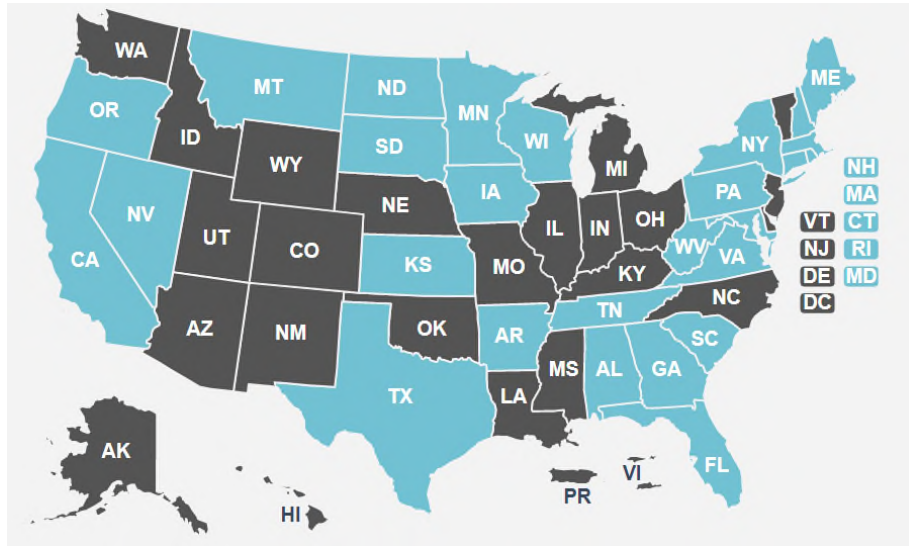 WA
MT
ND
MN
ME
OR
ID
SD
WI
NY
WY
MI
NH
IA
PA
MA
NE
NV
IL
IN
OH
VT
CT
UT
CO
WV
VA
NJ
RI
CA
KS
MO
KY
DE
MD
NC
DC
TN
AZ
NM
OK
AR
SC
MS
AL
GA
TX
LA
AK
FL
VI
PR
HI